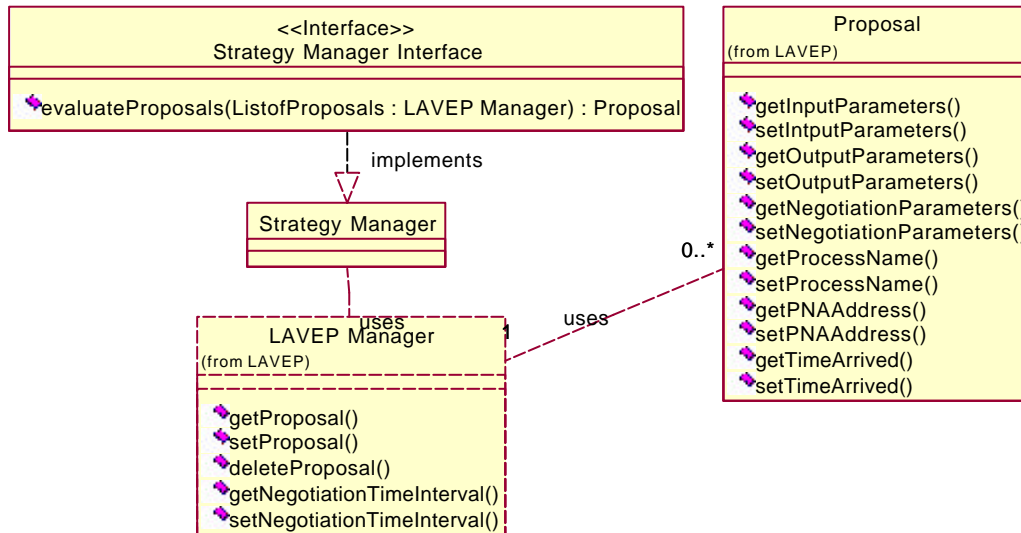 <<Interface>>
Strategy Manager Interface
evaluateProposals(ListofProposals : LAVEP Manager) : Proposal
implements
Strategy Manager
uses
LAVEP Manager
(from LAVEP)
getProposal()
setProposal()
deleteProposal()
getNegotiationTimeInterval()
setNegotiationTimeInterval()
1
uses
0..*
Proposal
(from LAVEP)
getInputParameters()
setIntputParameters()
getOutputParameters()
setOutputParameters()
getNegotiationParameters()
setNegotiationParameters()
getProcessName()
setProcessName()
getPNAAddress()
setPNAAddress()
getTimeArrived()
setTimeArrived()